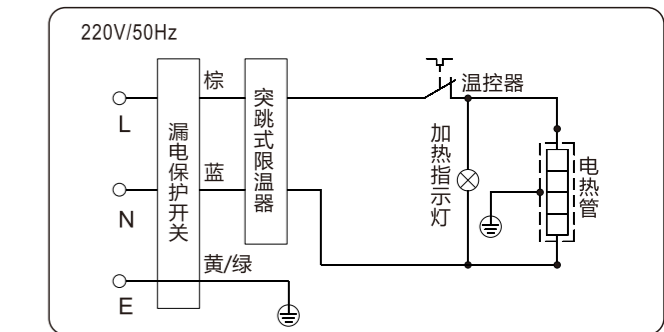 220V/50Hz
棕
温控器
L
漏电保护开关
突跳式限温器
加热指示灯
电热管
蓝
N
黄/绿
E